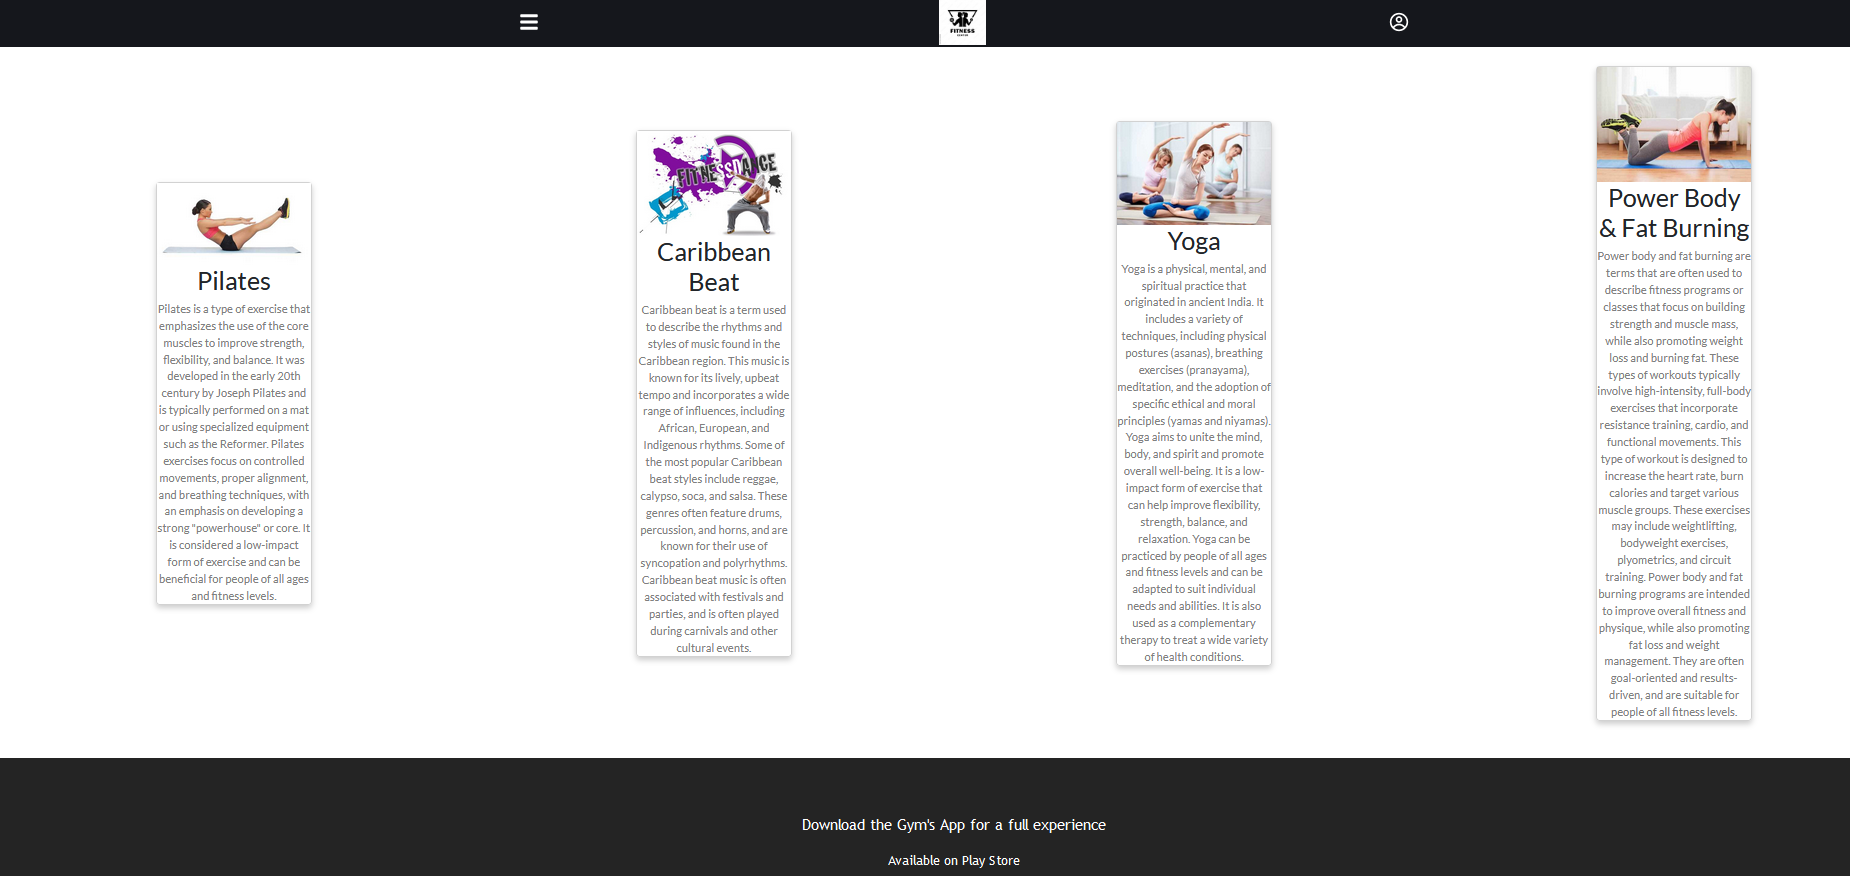 FITNESS
Pilates
Pilates is a type of exercise that
emphasizes the use of the core
muscles to improve strength,
flexibility, and balance. It was
developed in the early 20th
century by Joseph Pilates and
is typically performed on a mat
or using specialized equipment
such as the Reformer. Pilates
exercises focus on controlled
movements, proper alignment,
and breathing techniques, with
an emphasis on developing a
strong "powerhouse" or core. It
is considered a low-impact
form of exercise and can be
beneficial for people of all ages
and fitness levels.
FITNESSDANCE
Caribbean
Beat
Caribbean beat is a term used
to describe the rhythms and
styles of music found in the
Caribbean region. This music is
known for its lively, upbeat
tempo and incorporates a wide
range of influences, including
African, European, and
Indigenous rhythms. Some of
the most popular Caribbean
beat styles include reggae,
calypso, soca, and salsa. These
genres often feature drums,
percussion, and horns, and are
known for their use of
syncopation and polyrhythms.
Caribbean beat music is often
associated with festivals and
parties, and is often played
during carnivals and other
cultural events.
Yoga
Yoga is a physical, mental, and
spiritual practice that
originated in ancient India. It
includes a variety of
techniques, including physical
postures (asanas), breathing
exercises (pranayama),
meditation, and the adoption of
specific ethical and moral
principles (yamas and niyamas).
Yoga aims to unite the mind,
body, and spirit and promote
overall well-being. It is a low-
impact form of exercise that
can help improve flexibility,
strength, balance, and
relaxation. Yoga can be
practiced by people of all ages
and fitness levels and can be
adapted to suit individual
needs and abilities. It is also
used as a complementary
therapy to treat a wide variety
of health conditions.
Power Body
& Fat Burning
Power body and fat burning are
terms that are often used to
describe fitness programs or
classes that focus on building
strength and muscle mass,
while also promoting weight
loss and burning fat. These
types of workouts typically
involve high-intensity, full-body
exercises that incorporate
resistance training, cardio, and
functional movements. This
type of workout is designed to
increase the heart rate, burn
calories and target various
muscle groups. These exercises
may include weightlifting,
bodyweight exercises,
plyometrics, and circuit
training. Power body and fat
burning programs are intended
to improve overall fitness and
physique, while also promoting
fat loss and weight
management. They are often
goal-oriented and results-
driven, and are suitable for
people of all fitness levels.
Download the Gym's App for a full experience
Available on Play Store